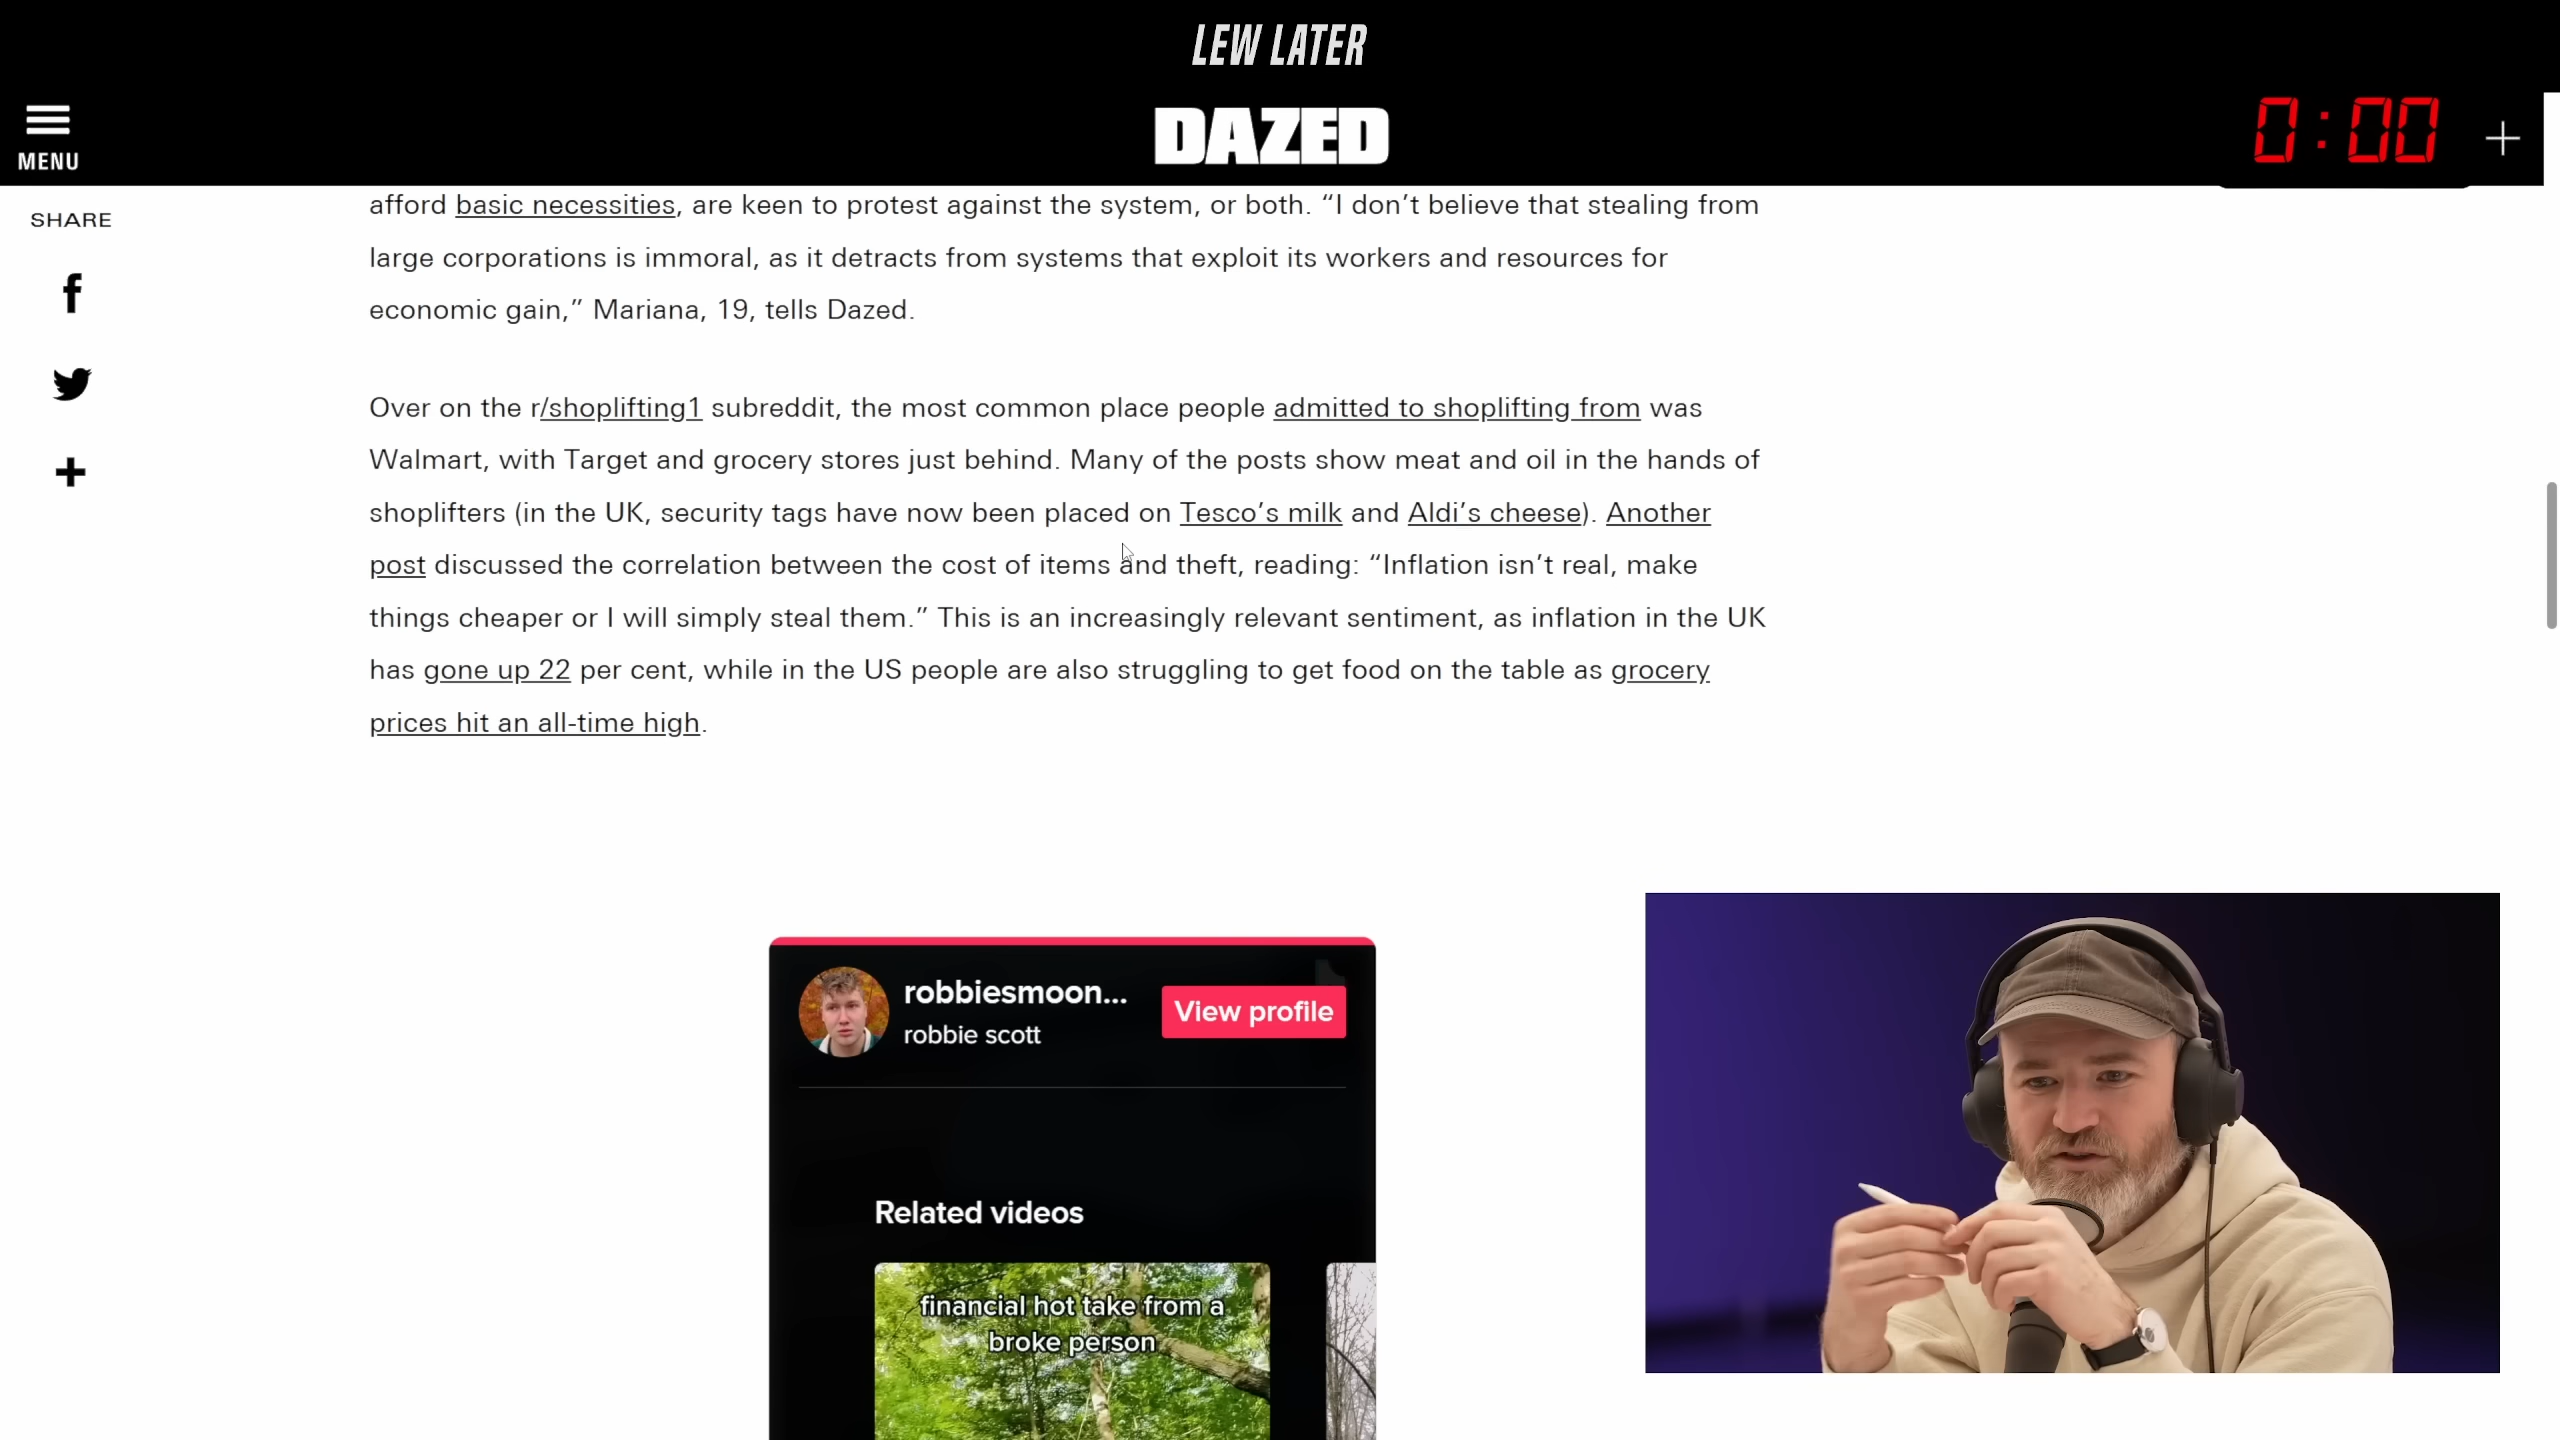 LEW LATER
MENU
DAZED
0:00
SHARE
afford basic necessities, are keen to protest against the system, or both. “I don’t believe that stealing from
large corporations is immoral, as it detracts from systems that exploit its workers and resources for
economic gain,” Mariana, 19, tells Dazed.
Over on the r/shoplifting1 subreddit, the most common place people admitted to shoplifting from was
Walmart, with Target and grocery stores just behind. Many of the posts show meat and oil in the hands of
shoplifters (in the UK, security tags have now been placed on Tesco’s milk and Aldi’s cheese). Another
post discussed the correlation between the cost of items and theft, reading: “Inflation isn’t real, make
things cheaper or I will simply steal them.” This is an increasingly relevant sentiment, as inflation in the UK
has gone up 22 per cent, while in the US people are also struggling to get food on the table as grocery
prices hit an all-time high.
robbiesmoon...
robbie scott
View profile
Related videos
financial hot take from a
broke person